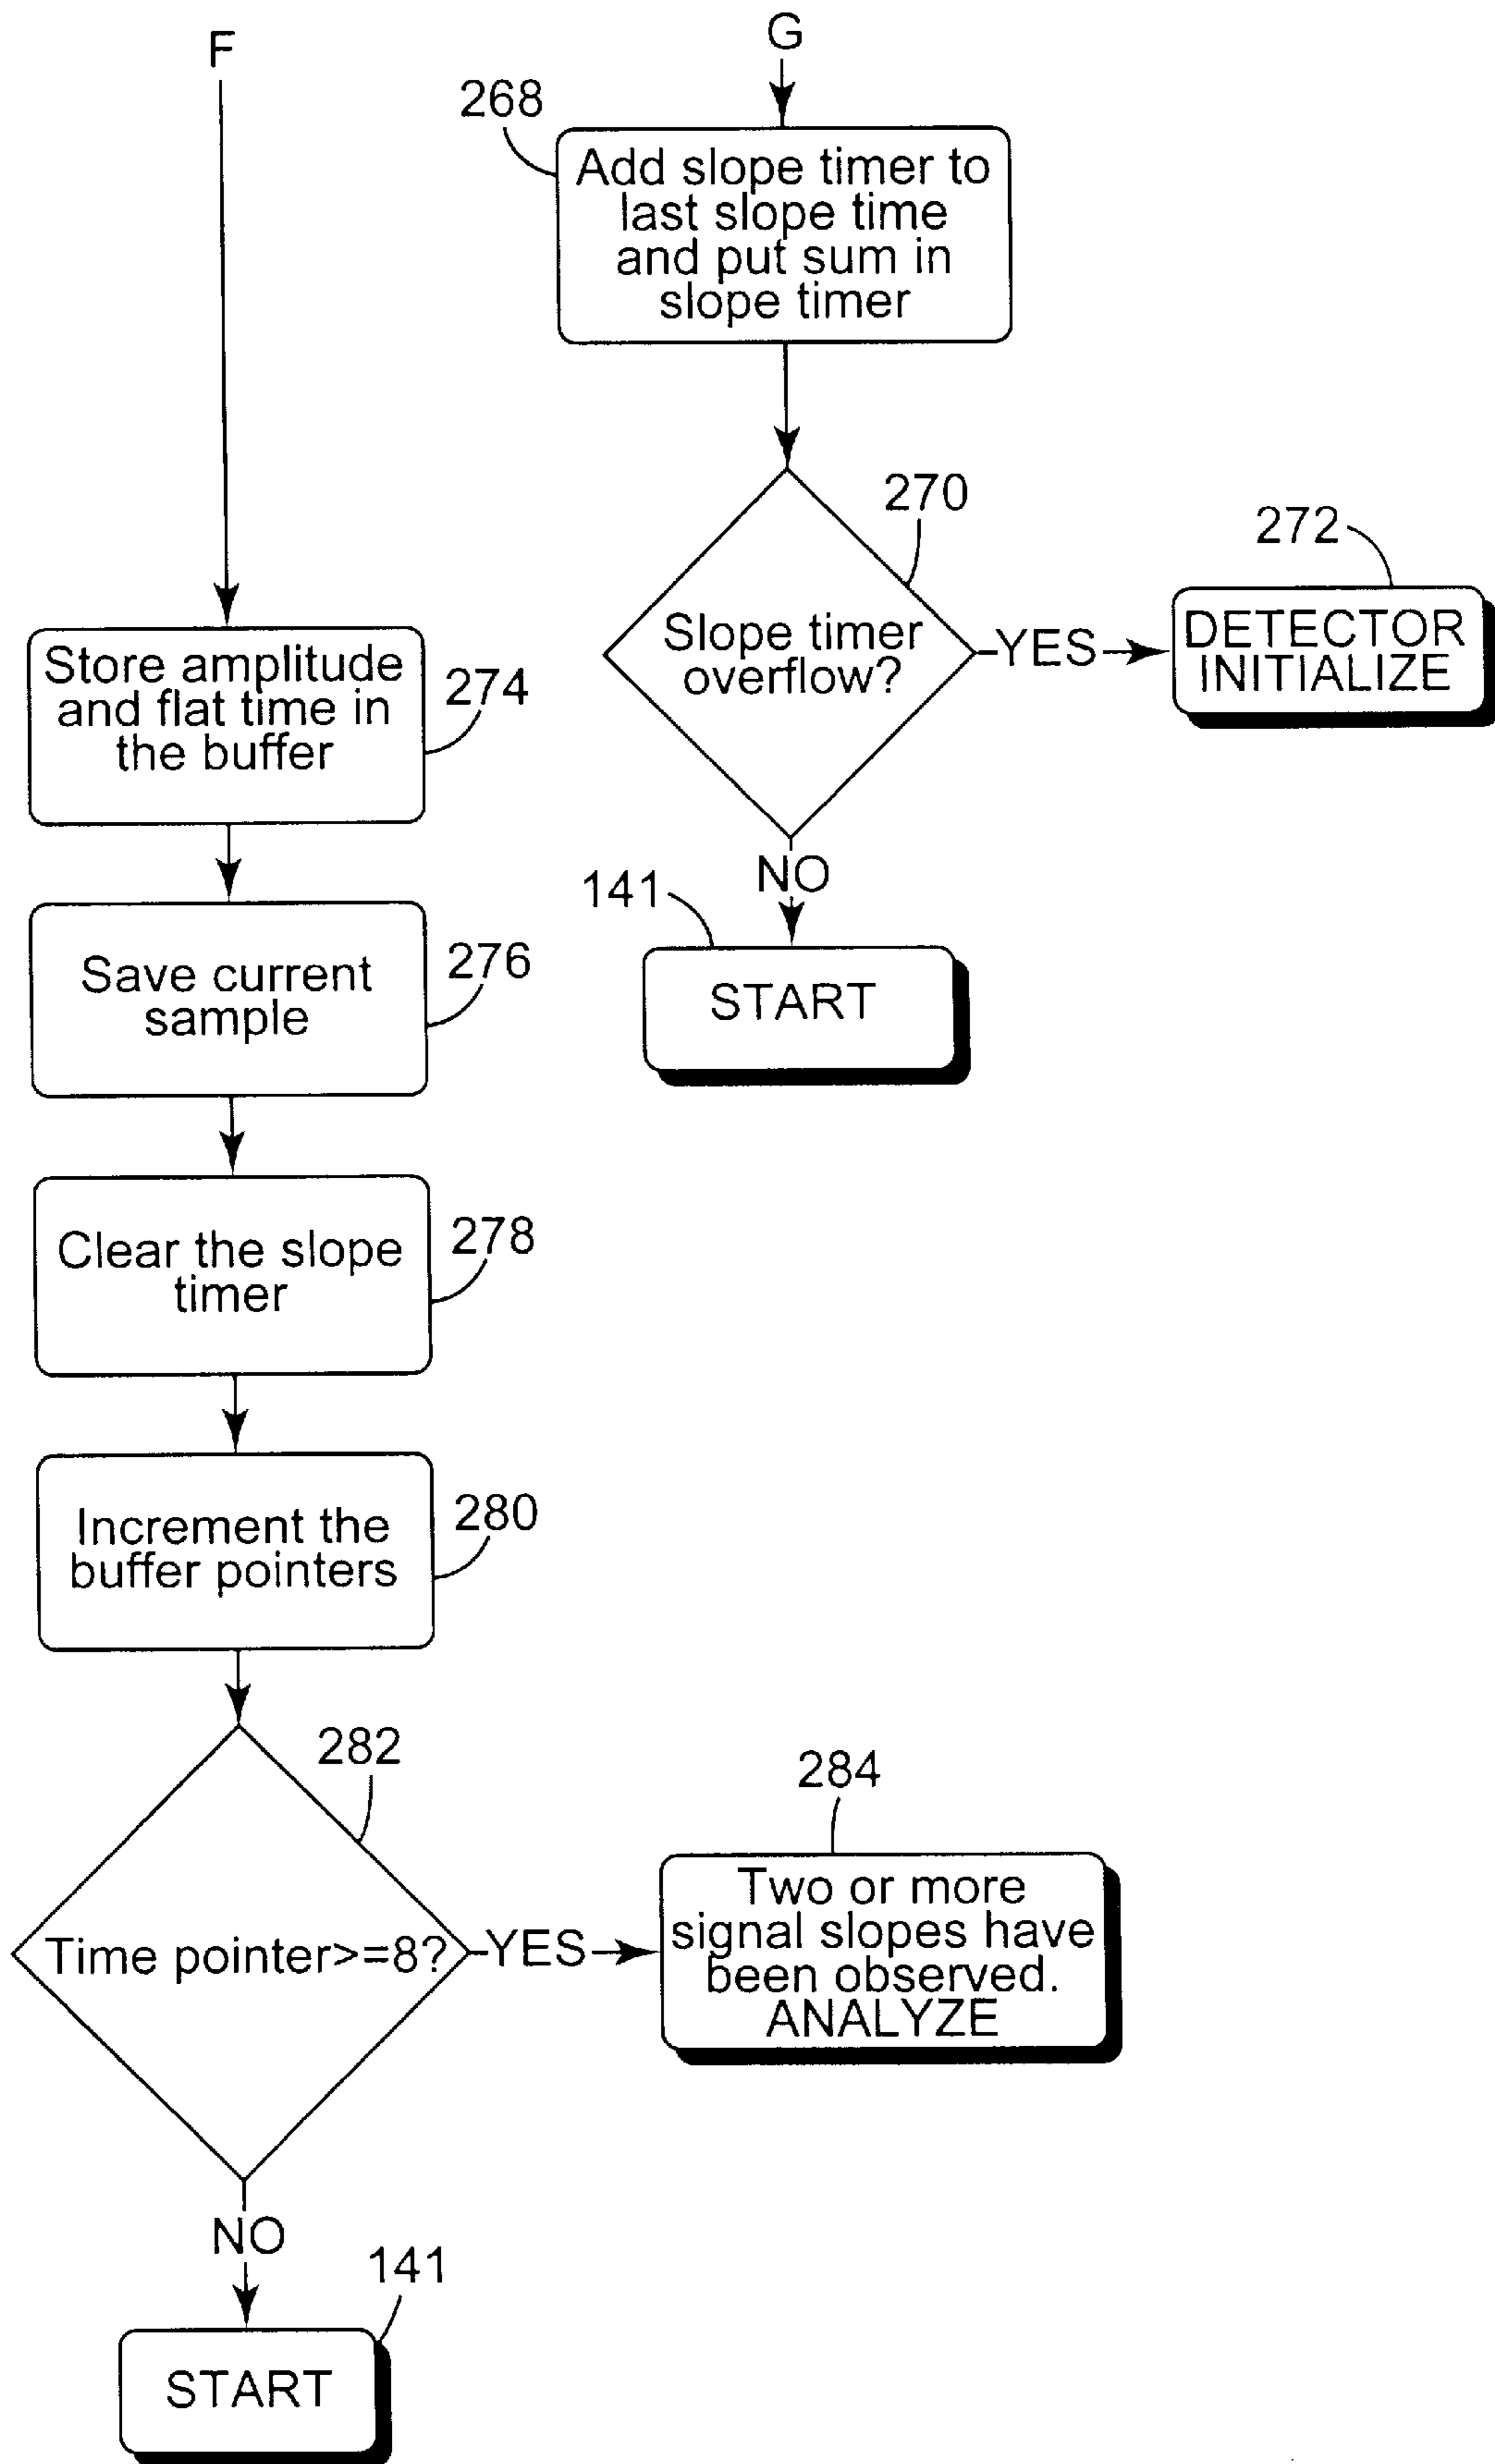 F
G
268
Add slope timer to
last slope time
and put sum in
slope timer
270
Slope timer
overflow?
YES
272
DETECTOR
INITIALIZE
NO
141
START
Store amplitude
and flat time in
the buffer
274
Save current
sample
276
Clear the slope
timer
278
Increment the
buffer pointers
280
282
Time pointer>=8?
YES
284
Two or more
signal slopes have
been observed.
ANALYZE
NO
141
START